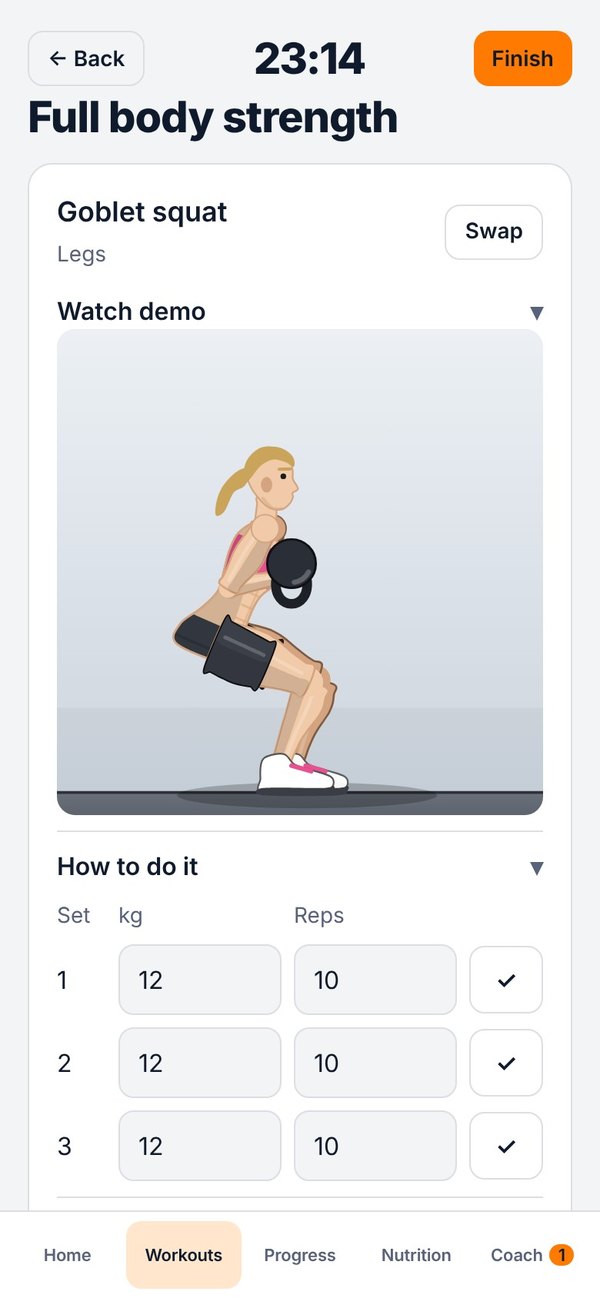 ← Back 23:14 Finish
Full body strength
Goblet squat
Legs
Swap
Watch demo ▼
How to do it ▼
Set kg Reps
1 12 10 ✓
2 12 10 ✓
3 12 10 ✓
Home Workouts Progress Nutrition Coach 1